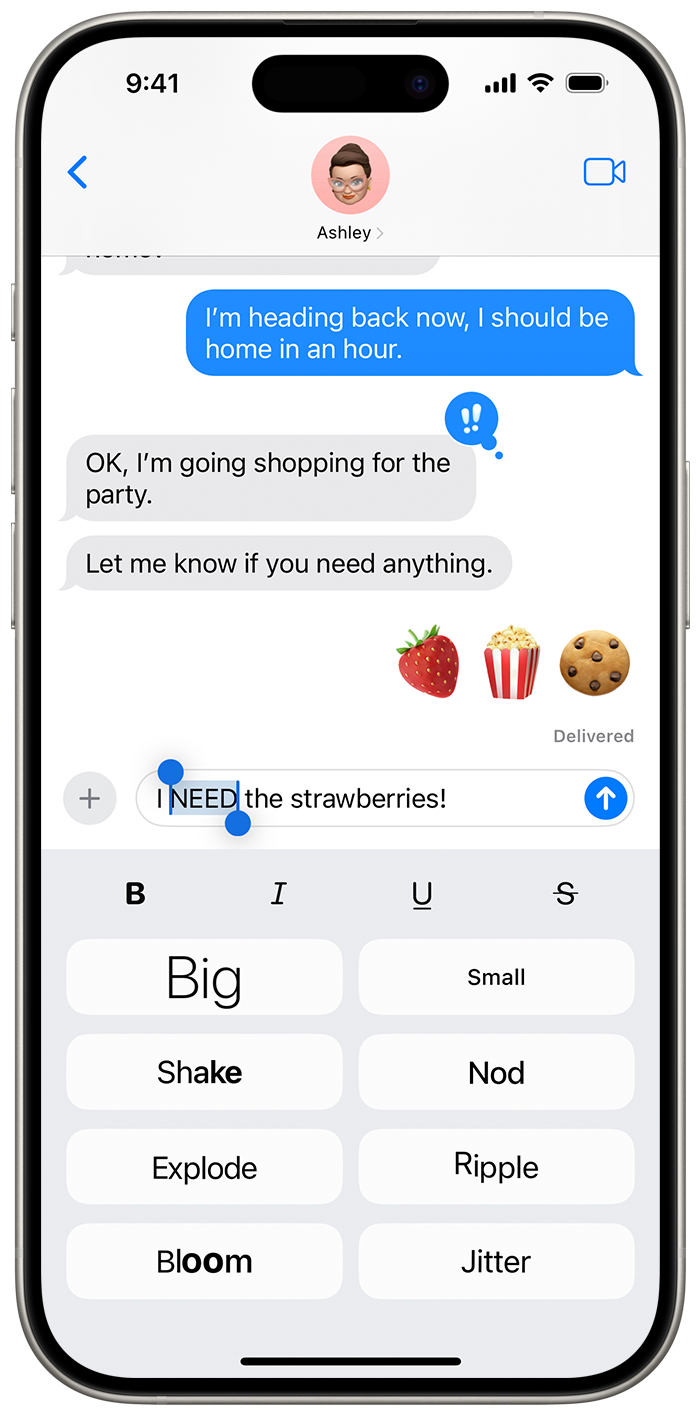 9:41
Ashley
I'm heading back now, I should be
home in an hour.
!!
OK, I'm going shopping for the
party.
Let me know if you need anything.
Delivered
I NEED the strawberries!
B I U S
Big
Small
Shake
Nod
Explode
Ripple
Bloom
Jitter